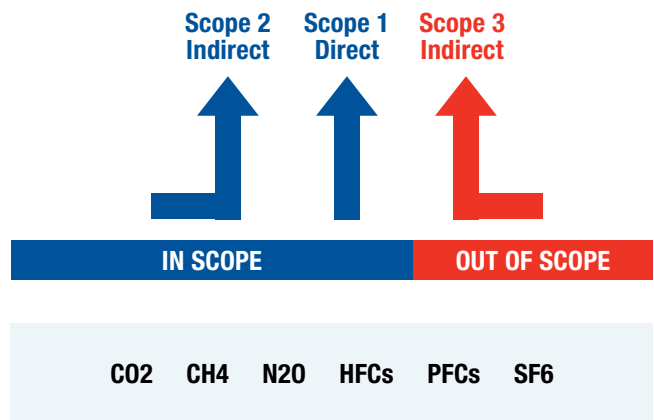 Scope 2
Indirect
Scope 1
Direct
Scope 3
Indirect
IN SCOPE
OUT OF SCOPE
CO2 CH4 N2O HFCs PFCs SF6